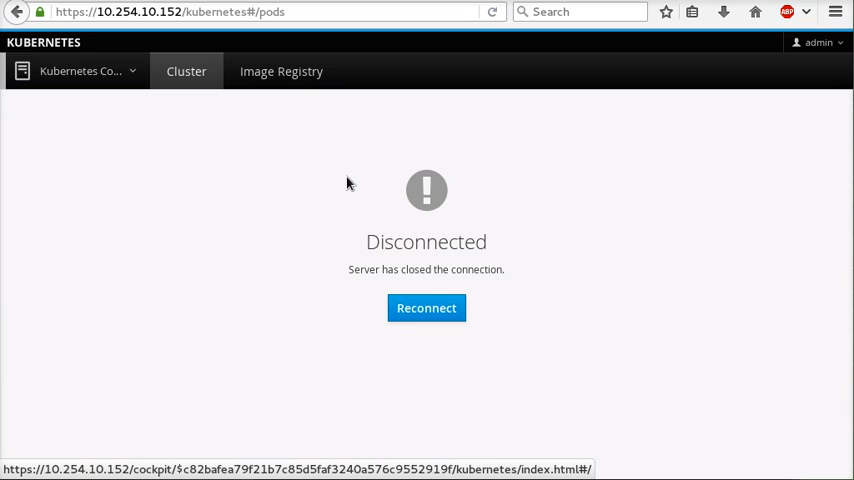 https://10.254.10.152/kubernetes#/pods
Search
ABP
KUBERNETES
admin
Kubernetes Co...
Cluster
Image Registry
Disconnected
Server has closed the connection.
Reconnect
https://10.254.10.152/cockpit/$c82bafea79f21b7c85d5faf3240a576c9552919f/kubernetes/index.html#/